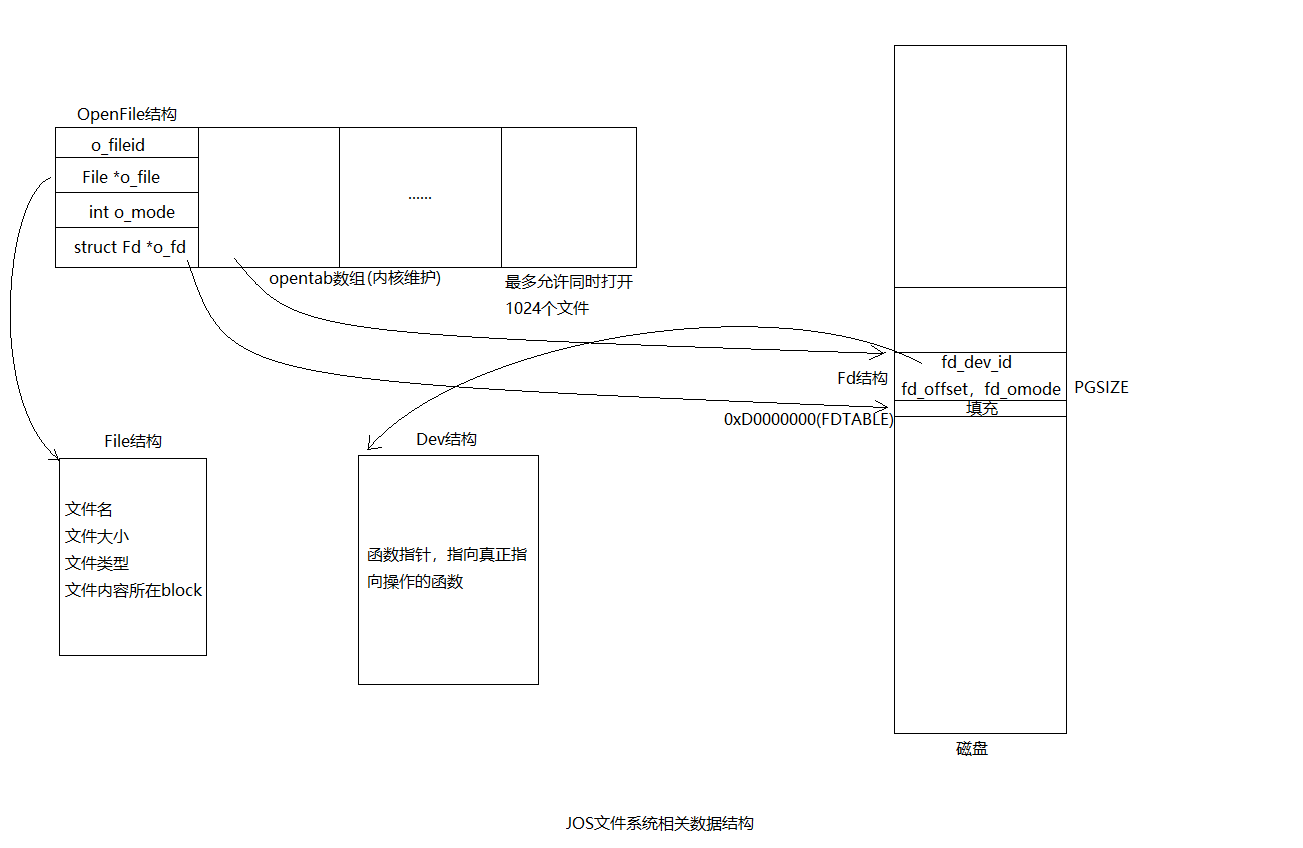 OpenFile结构
o_fileid
File *o_file
int o_mode
struct Fd *o_fd
......
opentab数组(内核维护)
最多允许同时打开
1024个文件
fd_dev_id
Fd结构
fd_offset，fd_omode
PGSIZE
填充
0xD0000000(FDTABLE)
File结构
文件名
文件大小
文件类型
文件内容所在block
Dev结构
函数指针，指向真正指
向操作的函数
磁盘
JOS文件系统相关数据结构